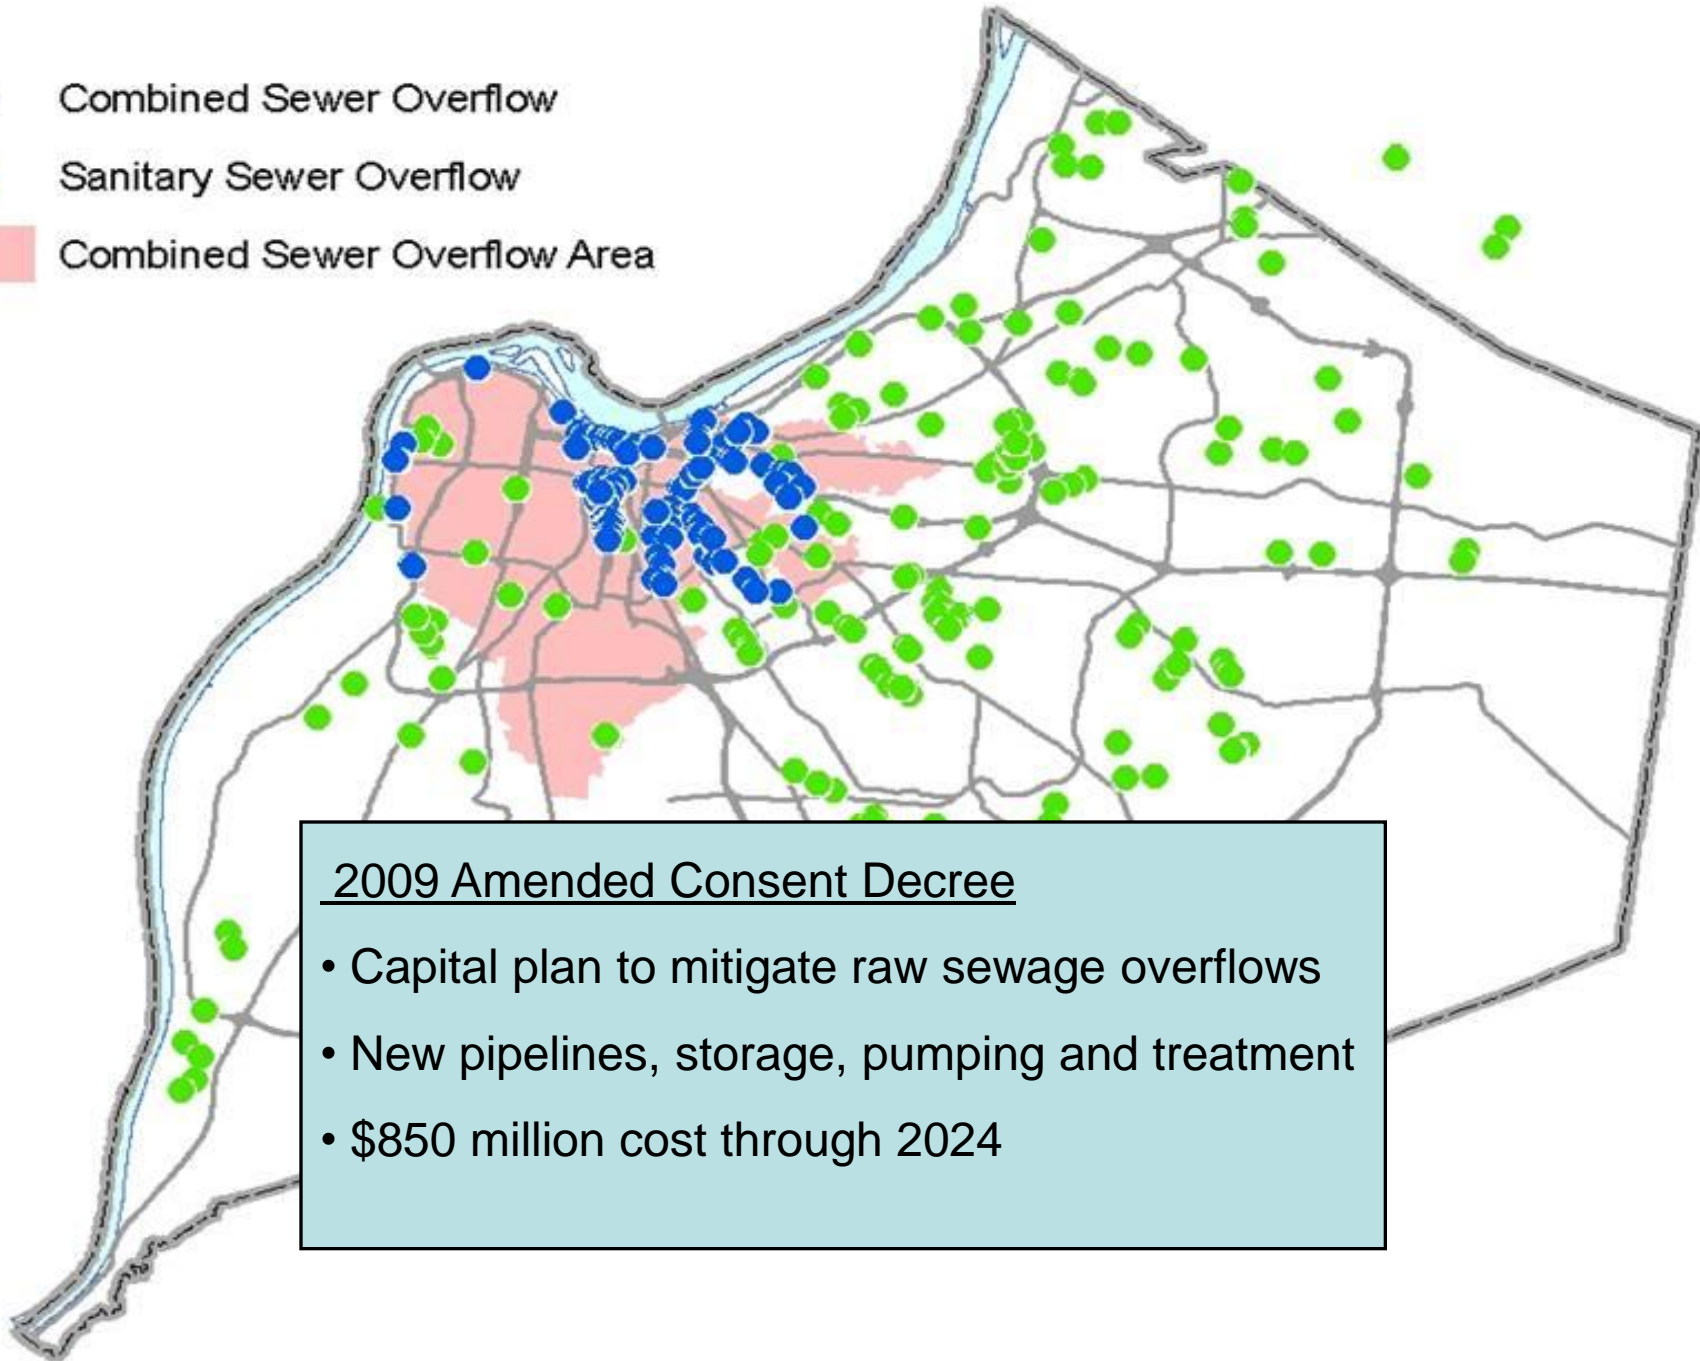 Combined Sewer Overflow
Sanitary Sewer Overflow
Combined Sewer Overflow Area
2009 Amended Consent Decree
• Capital plan to mitigate raw sewage overflows
• New pipelines, storage, pumping and treatment
• $850 million cost through 2024